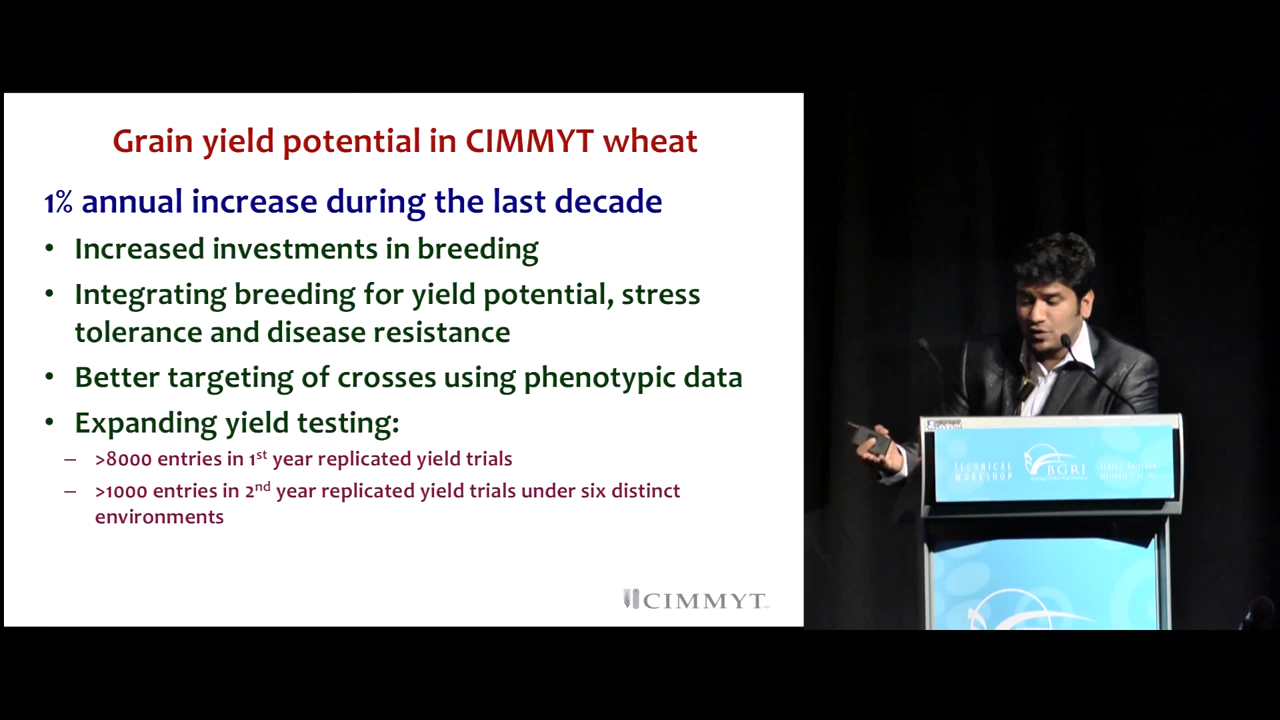 Grain yield potential in CIMMYT wheat
1% annual increase during the last decade
• Increased investments in breeding
• Integrating breeding for yield potential, stress
tolerance and disease resistance
• Better targeting of crosses using phenotypic data
• Expanding yield testing:
– >8000 entries in 1st year replicated yield trials
– >1000 entries in 2nd year replicated yield trials under six distinct
environments
CIMMYT
TECHNICAL
WORKSHOP
BGRI